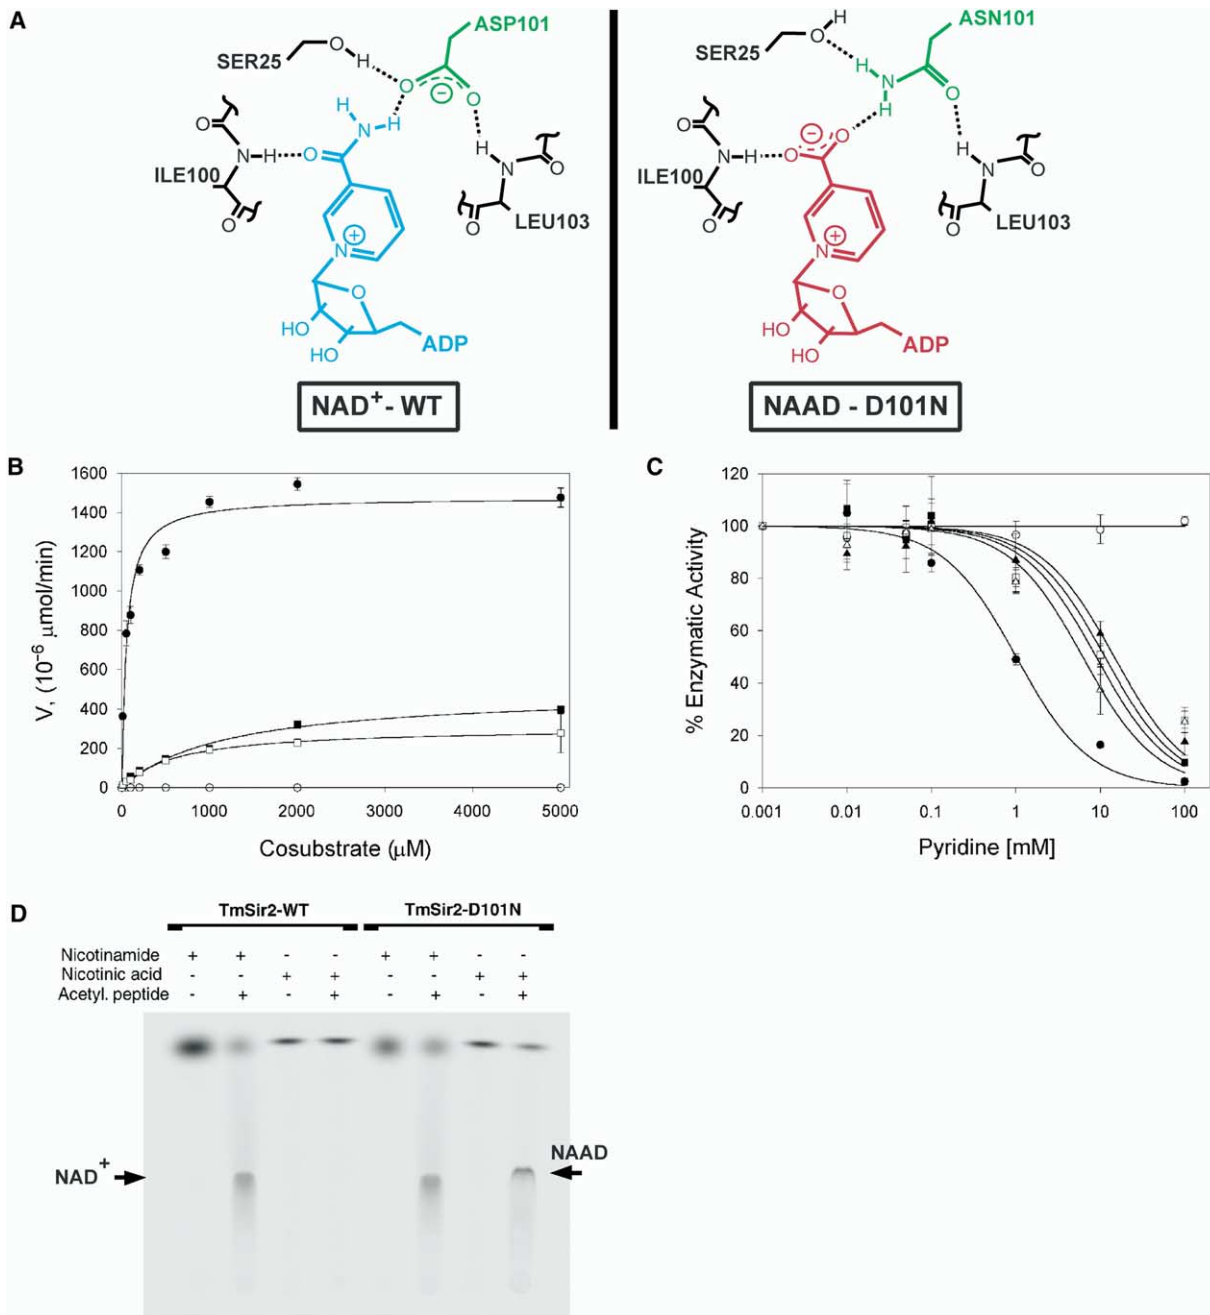 A
SER25
O
H
ASP101
O
⊖
O
H
N
H
ILE100
O
N
H
O
H
N
O
O
LEU103
O
N
⊕
O
HO
HO
ADP
NAD+ - WT
SER25
H
O
ASN101
H
N
H
O
⊖
O
O
ILE100
O
N
H
H
N
O
O
LEU103
O
N
⊕
O
HO
HO
ADP
NAAD - D101N
B
V, (10-6 μmol/min)
1600
1400
1200
1000
800
600
400
200
0
0 1000 2000 3000 4000 5000
Cosubstrate (μM)
C
% Enzymatic Activity
120
100
80
60
40
20
0
0.001 0.01 0.1 1 10 100
Pyridine [mM]
D
TmSir2-WT TmSir2-D101N
Nicotinamide + + - - + + - -
Nicotinic acid - - + + - - + +
Acetyl. peptide - + - + - + - +
NAD+
NAAD